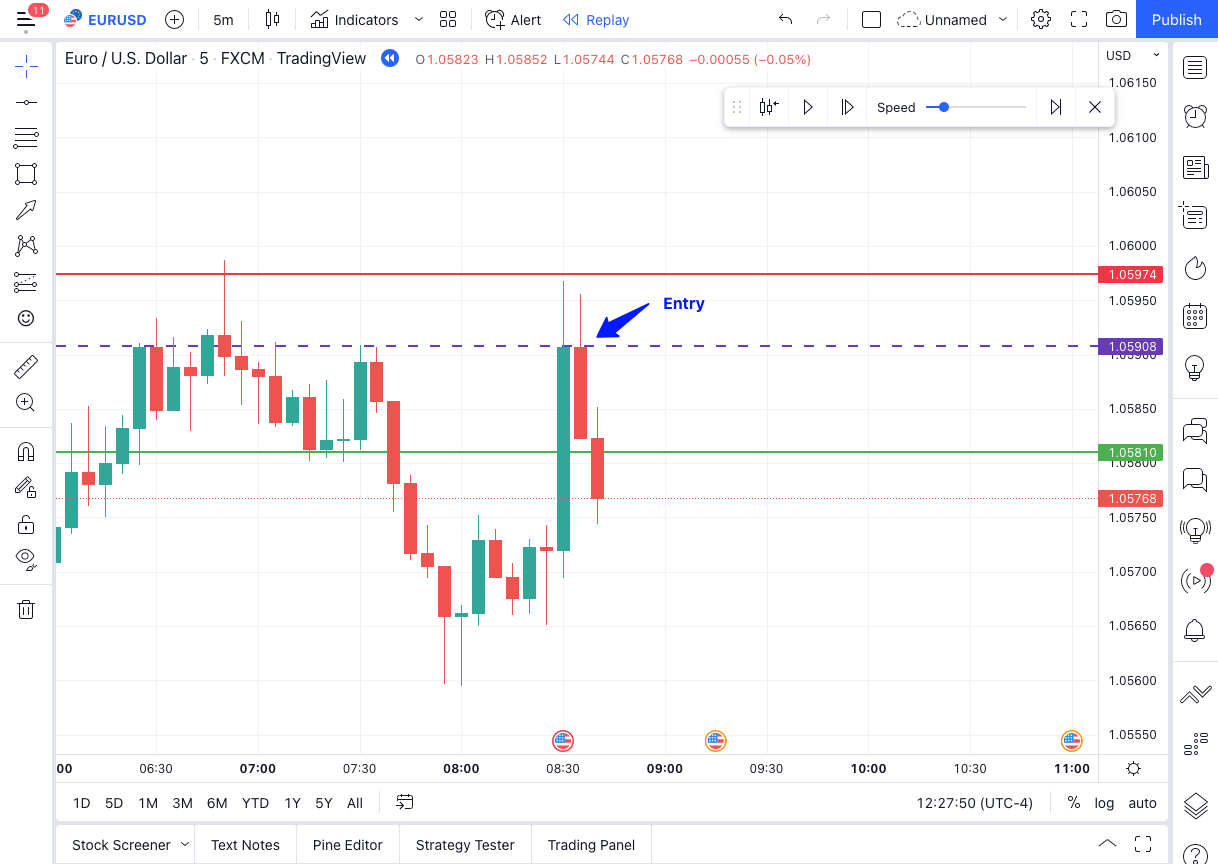 11
EURUSD
5m
Indicators
Alert
Replay
Unnamed
Publish
Euro / U.S. Dollar · 5 · FXCM · TradingView
O1.05823 H1.05852 L1.05744 C1.05768 −0.00055 (−0.05%)
USD
1.06150
Speed
1.06100
1.06050
1.06000
1.05974
1.05950
Entry
1.05908
1.05900
1.05850
1.05810
1.05800
1.05768
1.05750
1.05700
1.05650
1.05600
1.05550
00 06:30 07:00 07:30 08:00 08:30 09:00 09:30 10:00 10:30 11:00
1D 5D 1M 3M 6M YTD 1Y 5Y All
12:27:50 (UTC-4) % log auto
Stock Screener Text Notes Pine Editor Strategy Tester Trading Panel